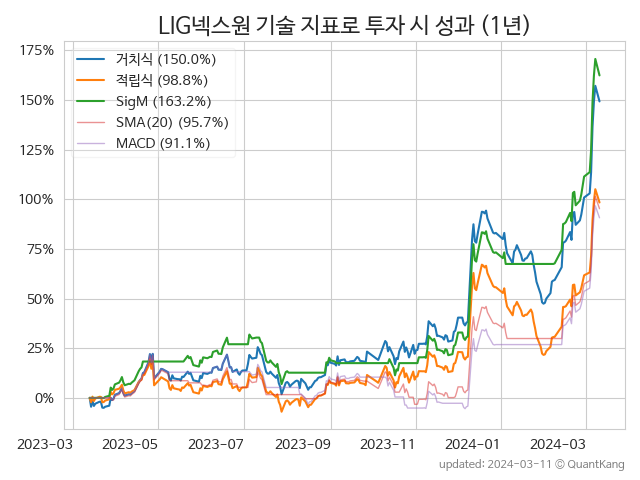 LIG넥스원 기술 지표로 투자 시 성과 (1년)
175%
150%
125%
100%
75%
50%
25%
0%
거치식 (150.0%)
적립식 (98.8%)
SigM (163.2%)
SMA(20) (95.7%)
MACD (91.1%)
2023-03 2023-05 2023-07 2023-09 2023-11 2024-01 2024-03
updated: 2024-03-11 © QuantKang